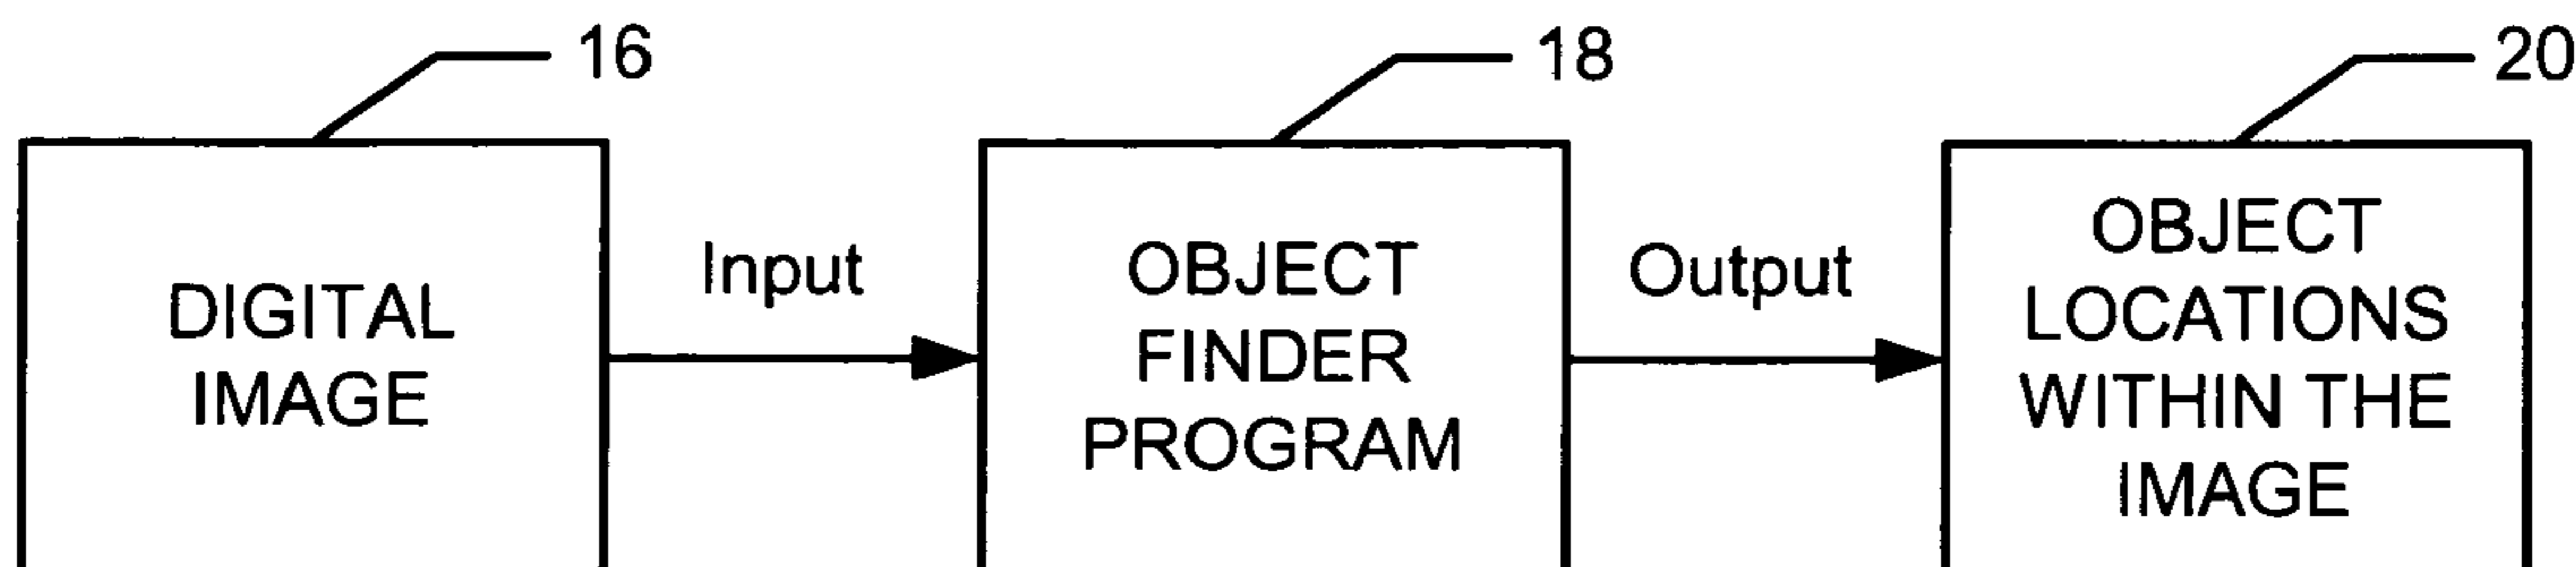 16
18
20
DIGITAL
IMAGE
Input
OBJECT
FINDER
PROGRAM
Output
OBJECT
LOCATIONS
WITHIN THE
IMAGE